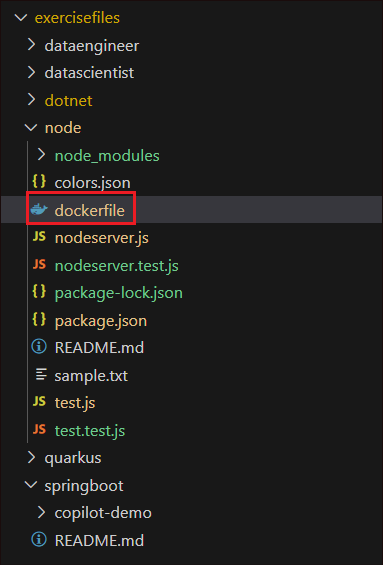 exercisefiles
dataengineer
datascientist
dotnet
node
node_modules
{} colors.json
dockerfile
JS nodeserver.js
JS nodeserver.test.js
{} package-lock.json
{} package.json
README.md
sample.txt
JS test.js
JS test.test.js
quarkus
springboot
copilot-demo
README.md